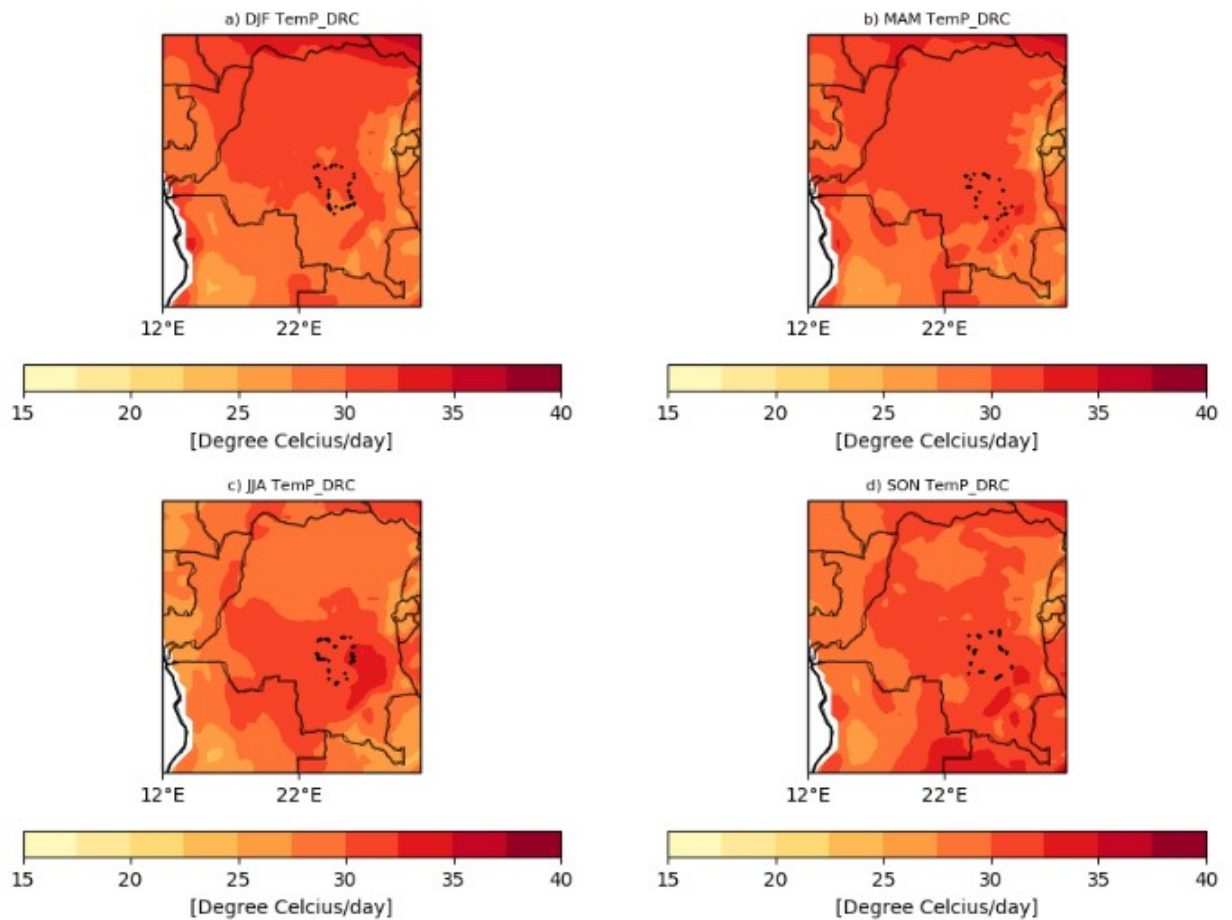 a) DJF TemP_DRC
b) MAM TemP_DRC
12°E 22°E
12°E 22°E
15 20 25 30 35 40
15 20 25 30 35 40
[Degree Celcius/day]
[Degree Celcius/day]
c) JJA TemP_DRC
d) SON TemP_DRC
12°E 22°E
12°E 22°E
15 20 25 30 35 40
15 20 25 30 35 40
[Degree Celcius/day]
[Degree Celcius/day]